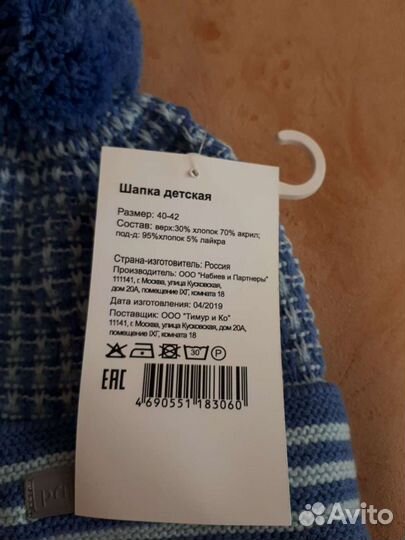 Шапка детская
Размер: 40-42
Состав: верх:30% хлопок 70% акрил;
под-д: 95%хлопок 5% лайкра
Страна-изготовитель: Россия
Производитель: ООО "Набиев и Партнеры"
111141, г. Москва, улица Кусковская,
дом 20А, помещение IXГ, комната 18
Дата изготовления: 04/2019
Поставщик: ООО "Тимур и Ко"
11141, г. Москва, улица Кусковская, дом 20А,
помещение IXГ, комната 18
30 P
EAC
4 690551 183060
Avito